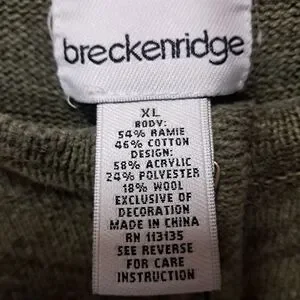 breckenridge
XL
BODY:
54% RAMIE
46% COTTON
DESIGN:
58% ACRYLIC
24% POLYESTER
18% WOOL
EXCLUSIVE OF
DECORATION
MADE IN CHINA
RN 113135
SEE REVERSE
FOR CARE
INSTRUCTION